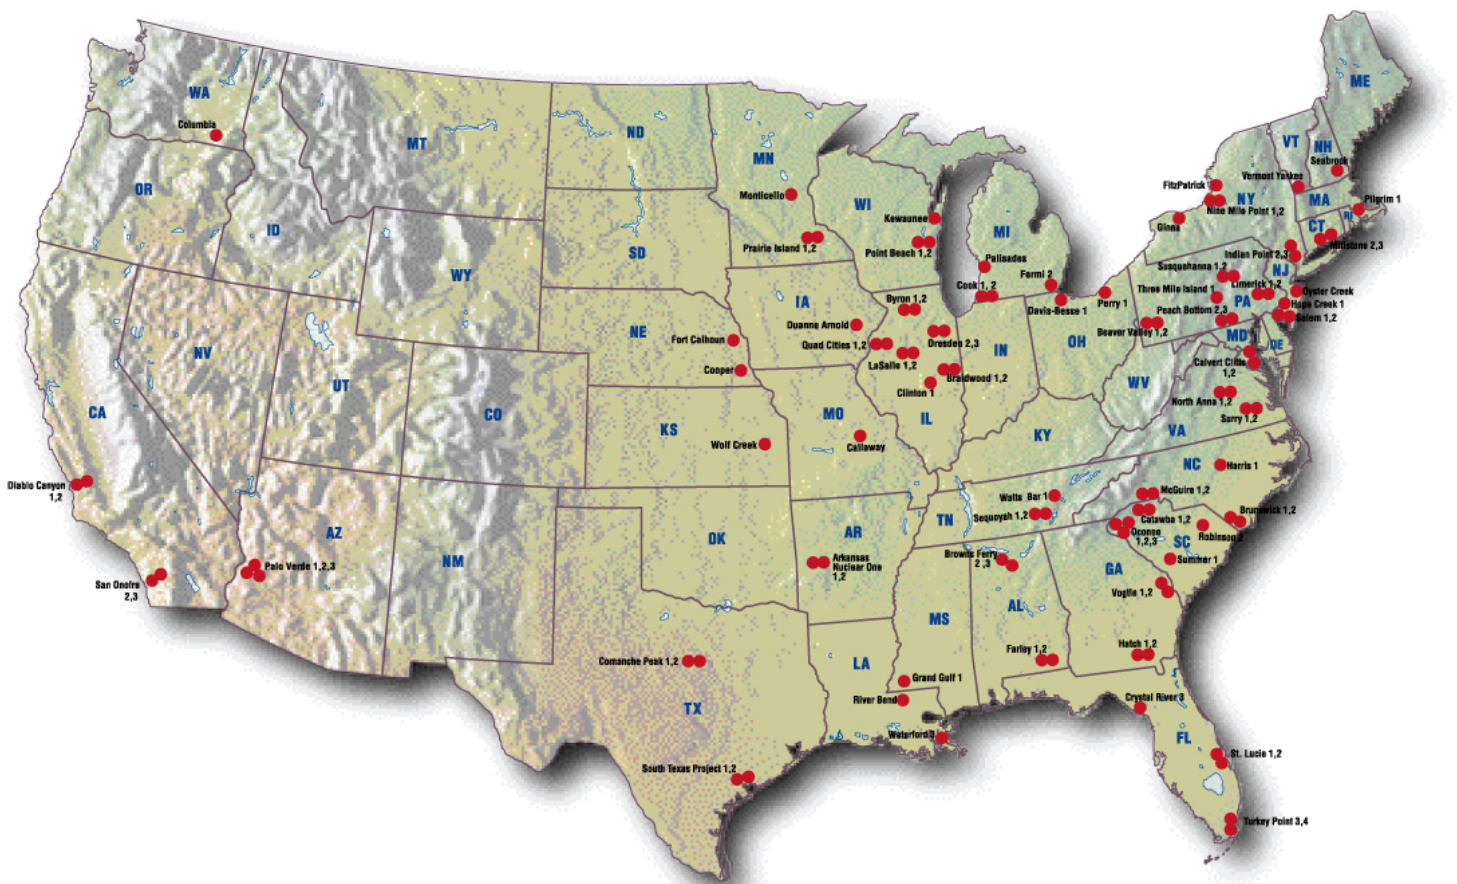 ME
WA
VT
NH
Columbia
ND
Seabrook
MT
MN
Vermont Yankee
OR
FitzPatrick
Monticello
NY
MA
Pilgrim 1
WI
Nine Mile Point 1,2
RI
Kewaunee
Ginna
CT
ID
MI
Millstone 2,3
Prairie Island 1,2
Point Beach 1,2
Indian Point 2,3
SD
Palisades
Susquehanna 1,2
NJ
WY
Fermi 2
Limerick 1,2
Cook 1, 2
Three Mile Island 1
Oyster Creek
IA
Byron 1,2
Perry 1
PA
Hope Creek 1
Davis-Besse 1
Peach Bottom 2,3
Salem 1,2
Duane Arnold
NE
Beaver Valley 1,2
MD
Fort Calhoun
Quad Cities 1,2
Dresden 2,3
OH
DE
NV
IN
LaSalle 1,2
Calvert Cliffs
1,2
Cooper
Braidwood 1,2
UT
WV
Clinton 1
North Anna 1,2
CA
CO
MO
IL
Surry 1,2
KS
VA
KY
Wolf Creek
Callaway
NC
Harris 1
Diablo Canyon
1,2
McGuire 1,2
Watts Bar 1
Brunswick 1,2
Sequoyah 1,2
TN
Catawba 1,2
AZ
AR
Oconee
1,2,3
Robinson 2
OK
SC
NM
Browns Ferry
2 ,3
Arkansas
Nuclear One
1,2
Summer 1
Palo Verde 1,2,3
GA
San Onofre
2,3
Vogtle 1,2
AL
MS
Hatch 1,2
Farley 1,2
Comanche Peak 1,2
LA
Grand Gulf 1
River Bend
Crystal River 3
TX
Waterford 3
FL
St. Lucie 1,2
South Texas Project 1,2
Turkey Point 3,4